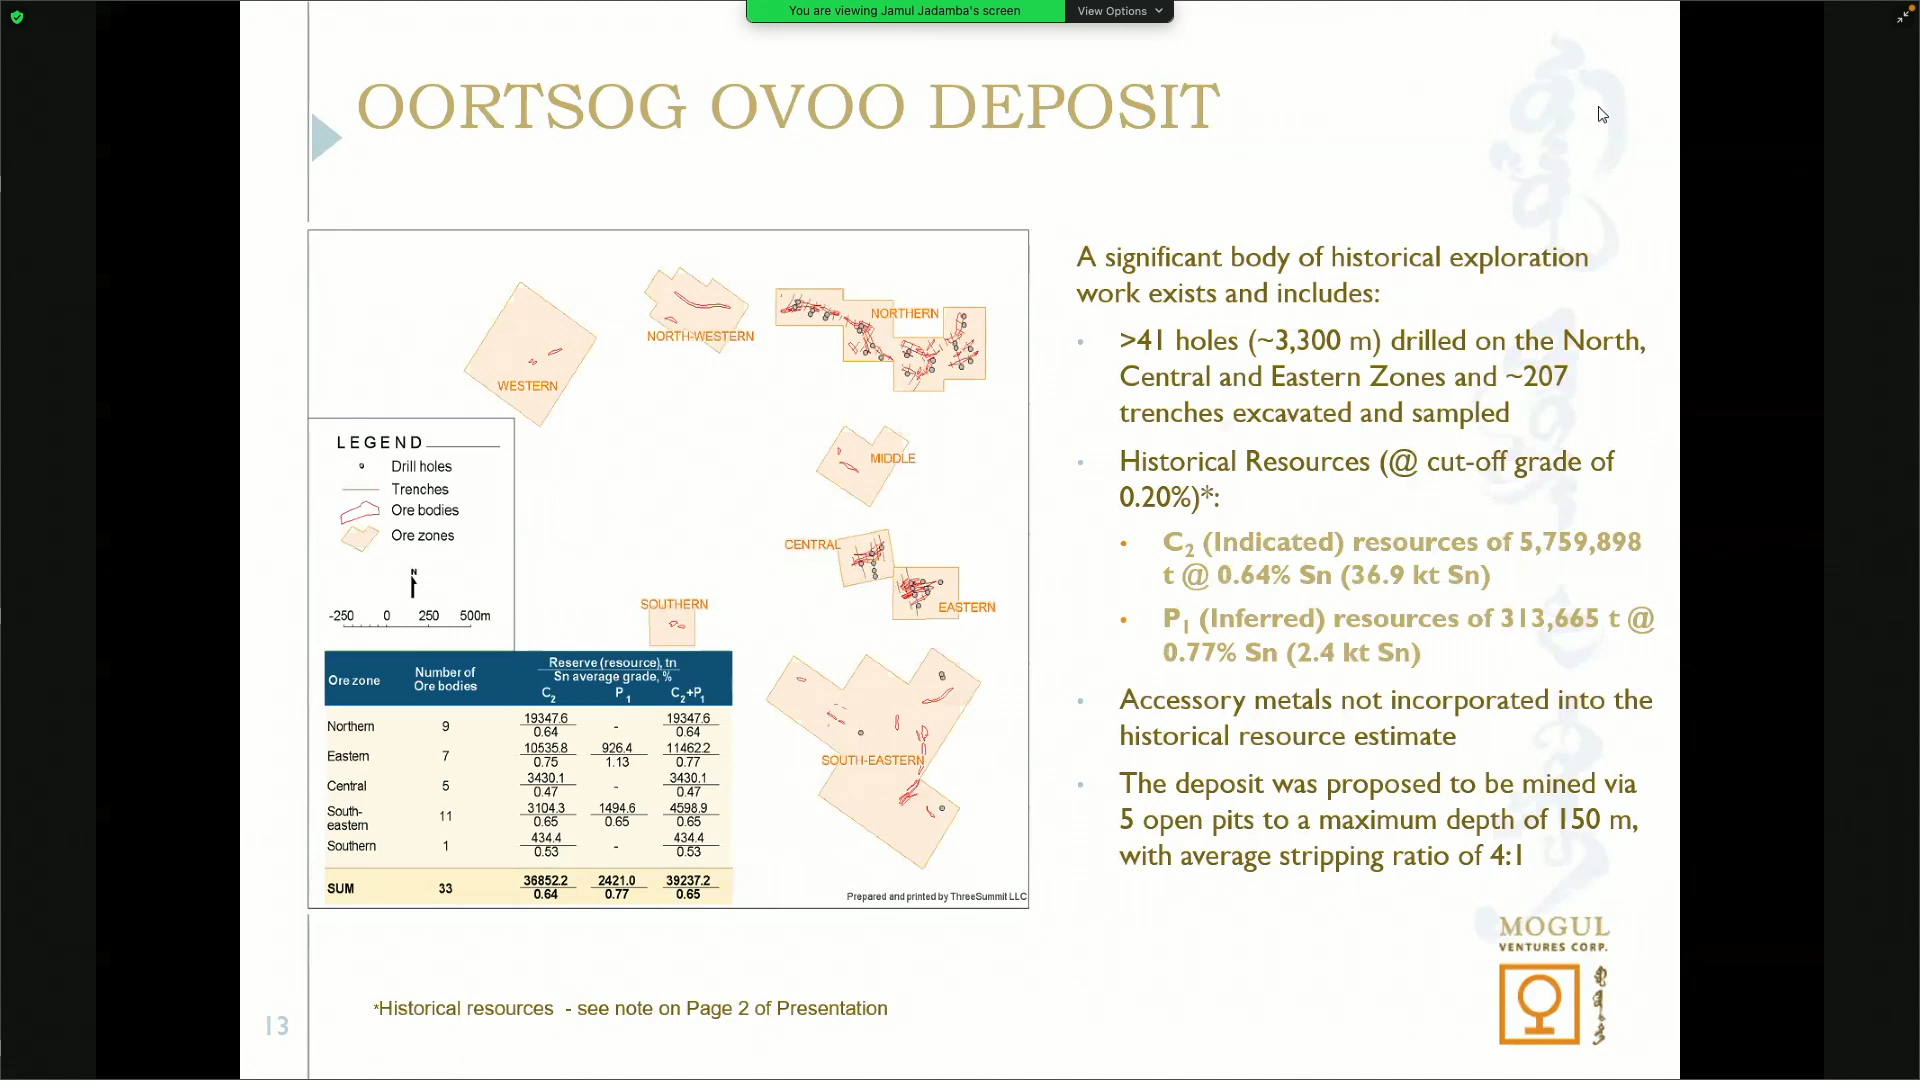 You are viewing Jamul Jadamba's screen
View Options
OORTSOG OVOO DEPOSIT
A significant body of historical exploration
work exists and includes:
>41 holes (~3,300 m) drilled on the North,
Central and Eastern Zones and ~207
trenches excavated and sampled
Historical Resources (@ cut-off grade of
0.20%)*:
C2 (Indicated) resources of 5,759,898
t @ 0.64% Sn (36.9 kt Sn)
P1 (Inferred) resources of 313,665 t @
0.77% Sn (2.4 kt Sn)
Accessory metals not incorporated into the
historical resource estimate
The deposit was proposed to be mined via
5 open pits to a maximum depth of 150 m,
with average stripping ratio of 4:1
WESTERN
NORTH-WESTERN
NORTHERN
MIDDLE
CENTRAL
EASTERN
SOUTHERN
SOUTH-EASTERN
LEGEND
Drill holes
Trenches
Ore bodies
Ore zones
N
-250 0 250 500m
Ore zone
Number of
Ore bodies
Reserve (resource), tn
Sn average grade, %
C2 P1 C2+P1
Northern 9 19347.6 - 19347.6
0.64 0.64
Eastern 7 10535.8 926.4 11462.2
0.75 1.13 0.77
Central 5 3430.1 - 3430.1
0.47 0.47
South-
eastern 11 3104.3 1494.6 4598.9
0.65 0.65 0.65
Southern 1 434.4 - 434.4
0.53 0.53
SUM 33 36852.2 2421.0 39237.2
0.64 0.77 0.65
Prepared and printed by ThreeSummit LLC
*Historical resources - see note on Page 2 of Presentation
13
MOGUL
VENTURES CORP.